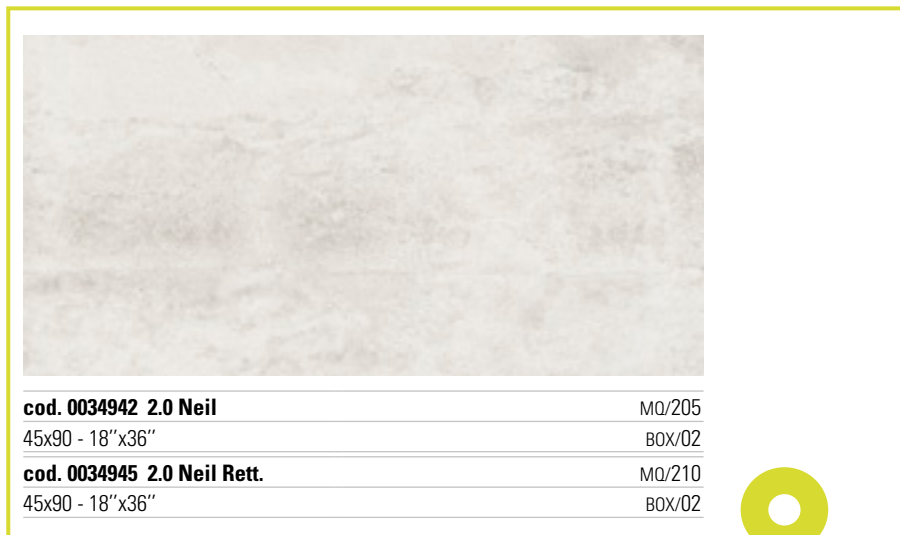 cod. 0034942 2.0 Neil MQ/205
45x90 - 18’’x36’’ BOX/02
cod. 0034945 2.0 Neil Rett. MQ/210
45x90 - 18’’x36’’ BOX/02